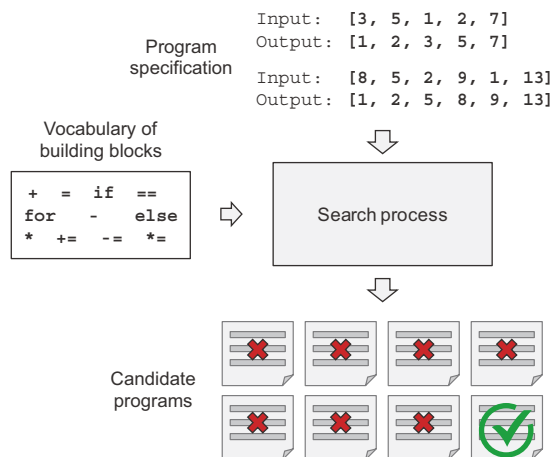 Input: [3, 5, 1, 2, 7]
Output: [1, 2, 3, 5, 7]
Program
specification
Input: [8, 5, 2, 9, 1, 13]
Output: [1, 2, 5, 8, 9, 13]
Vocabulary of
building blocks
+ = if ==
for - else
* += -= *=
Search process
Candidate
programs